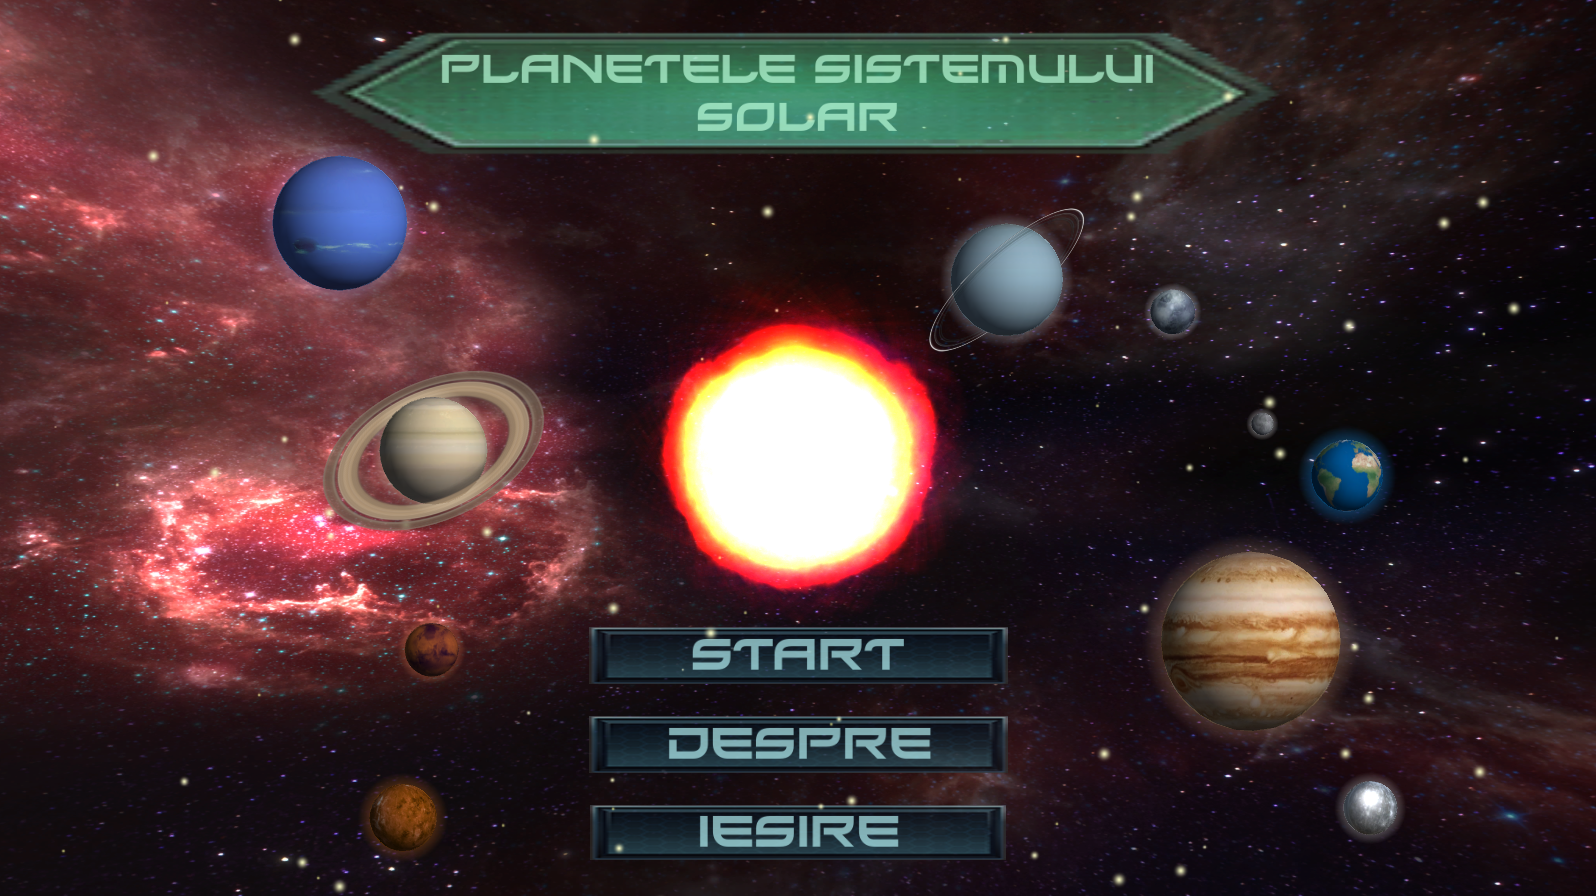 PLANETELE SISTEMULUI
SOLAR
START
DESPRE
IESIRE